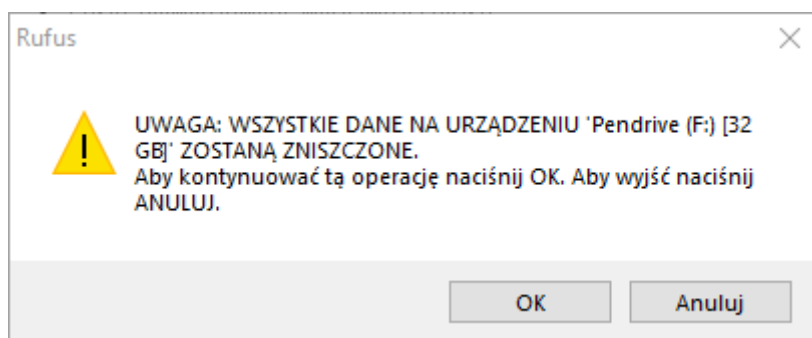 Rufus
UWAGA: WSZYSTKIE DANE NA URZĄDZENIU 'Pendrive (F:) [32
GB]' ZOSTANĄ ZNISZCZONE.
Aby kontynuować tą operację naciśnij OK. Aby wyjść naciśnij
ANULUJ.
OK
Anuluj